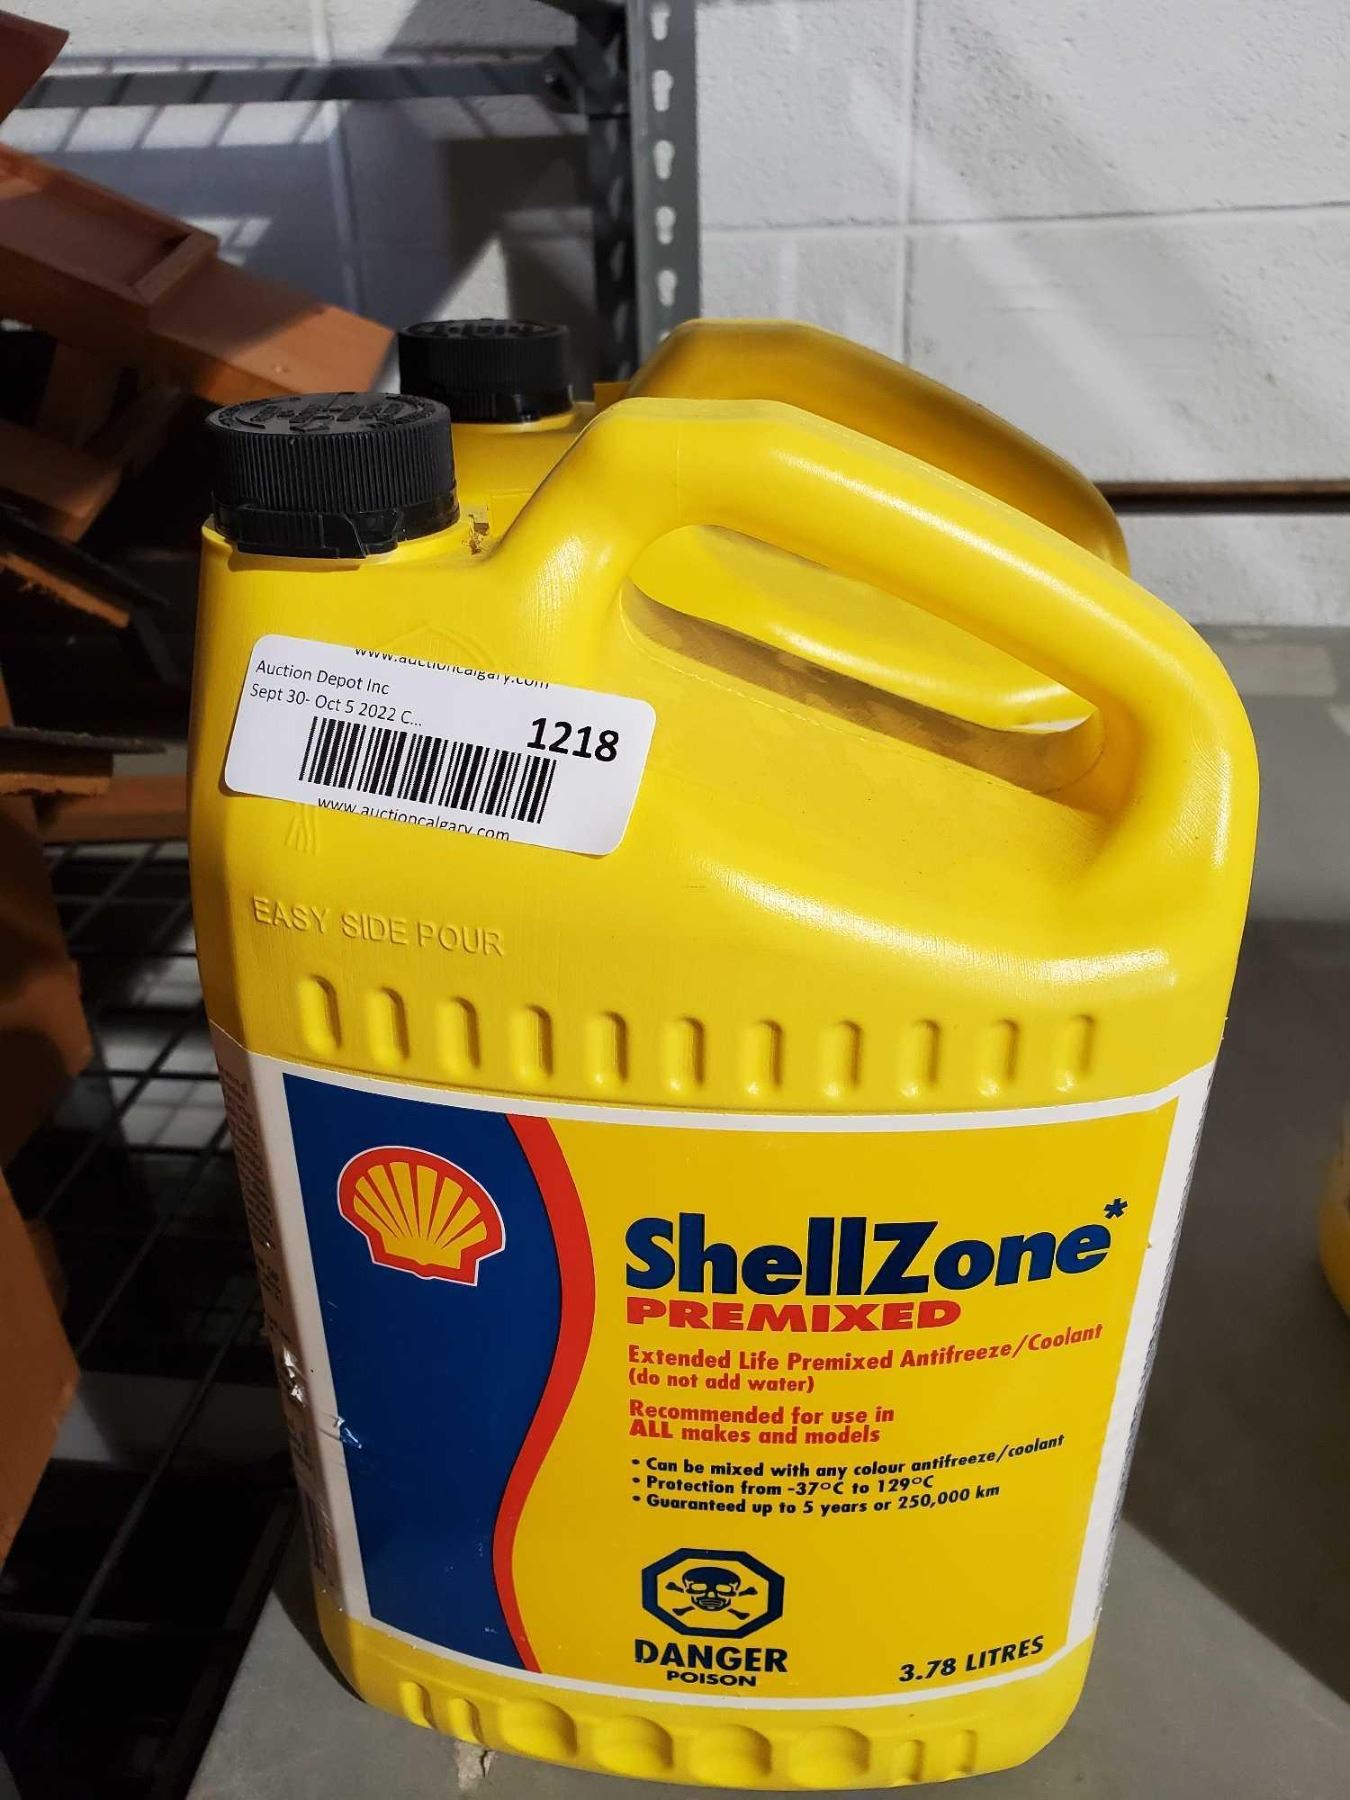 www.auctioncalgary.com
Auction Depot Inc
Sept 30- Oct 5 2022 C...
1218
www.auctioncalgary.com
EASY SIDE POUR
ShellZone*
PREMIXED
Extended Life Premixed Antifreeze/Coolant
(do not add water)
Recommended for use in
ALL makes and models
• Can be mixed with any colour antifreeze/coolant
• Protection from -37°C to 129°C
• Guaranteed up to 5 years or 250,000 km
DANGER
POISON
3.78 LITRES